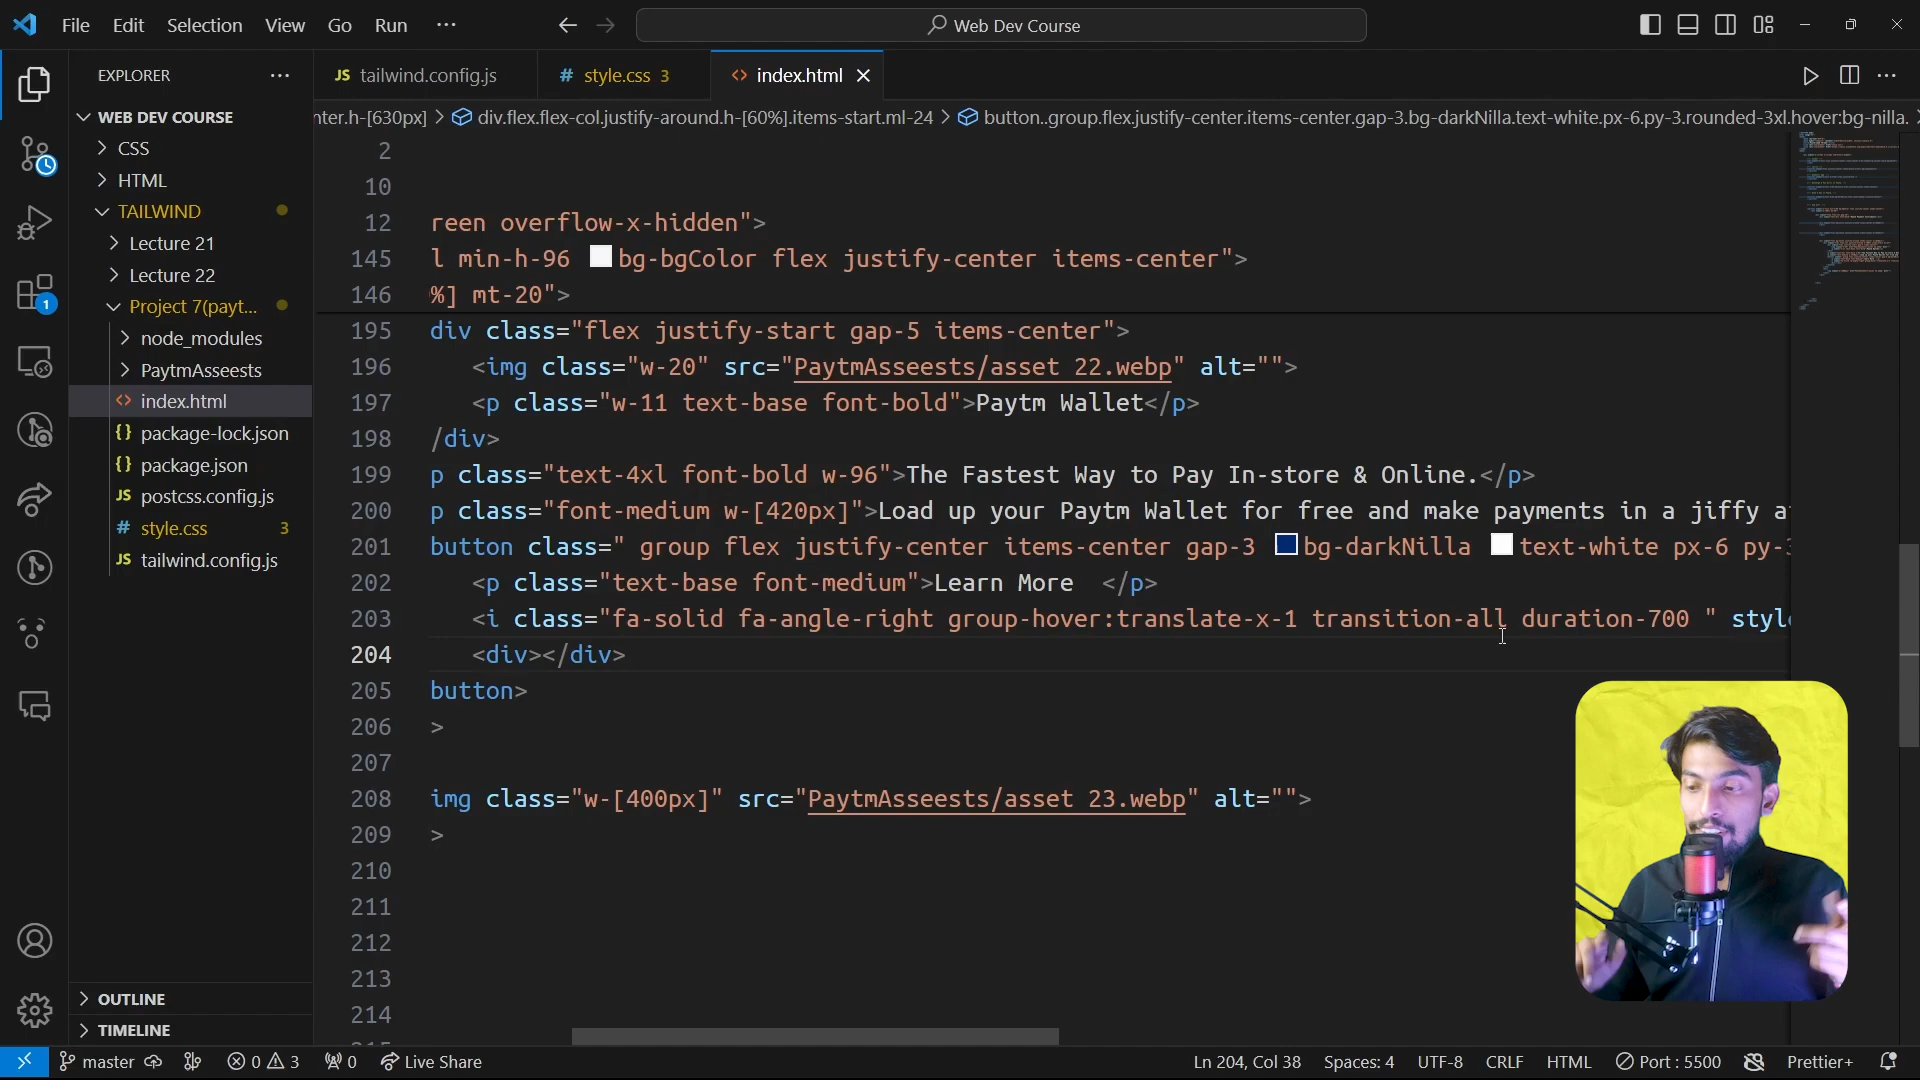 File Edit Selection View Go Run ··· Web Dev Course
EXPLORER
WEB DEV COURSE
CSS
HTML
TAILWIND
Lecture 21
Lecture 22
Project 7(payt...
node_modules
PaytmAsseests
index.html
{} package-lock.json
{} package.json
JS postcss.config.js
# style.css 3
JS tailwind.config.js
OUTLINE
TIMELINE
1
JS tailwind.config.js # style.css 3 <> index.html
nter.h-[630px] > div.flex.flex-col.justify-around.h-[60%].items-start.ml-24 > button..group.flex.justify-center.items-center.gap-3.bg-darkNilla.text-white.px-6.py-3.rounded-3xl.hover:bg-nilla.
2
10
12 reen overflow-x-hidden">
145 l min-h-96 bg-bgColor flex justify-center items-center">
146 %] mt-20">
195 div class="flex justify-start gap-5 items-center">
196 <img class="w-20" src="PaytmAsseests/asset 22.webp" alt="">
197 <p class="w-11 text-base font-bold">Paytm Wallet</p>
198 /div>
199 p class="text-4xl font-bold w-96">The Fastest Way to Pay In-store & Online.</p>
200 p class="font-medium w-[420px]">Load up your Paytm Wallet for free and make payments in a jiffy a
201 button class=" group flex justify-center items-center gap-3 bg-darkNilla text-white px-6 py-3
202 <p class="text-base font-medium">Learn More  </p>
203 <i class="fa-solid fa-angle-right group-hover:translate-x-1 transition-all duration-700 " style
204 <div></div>
205 button>
206 >
207
208 img class="w-[400px]" src="PaytmAsseests/asset 23.webp" alt="">
209 >
210
211
212
213
214
master 0 3 0 Live Share Ln 204, Col 38 Spaces: 4 UTF-8 CRLF HTML Port : 5500 Prettier+